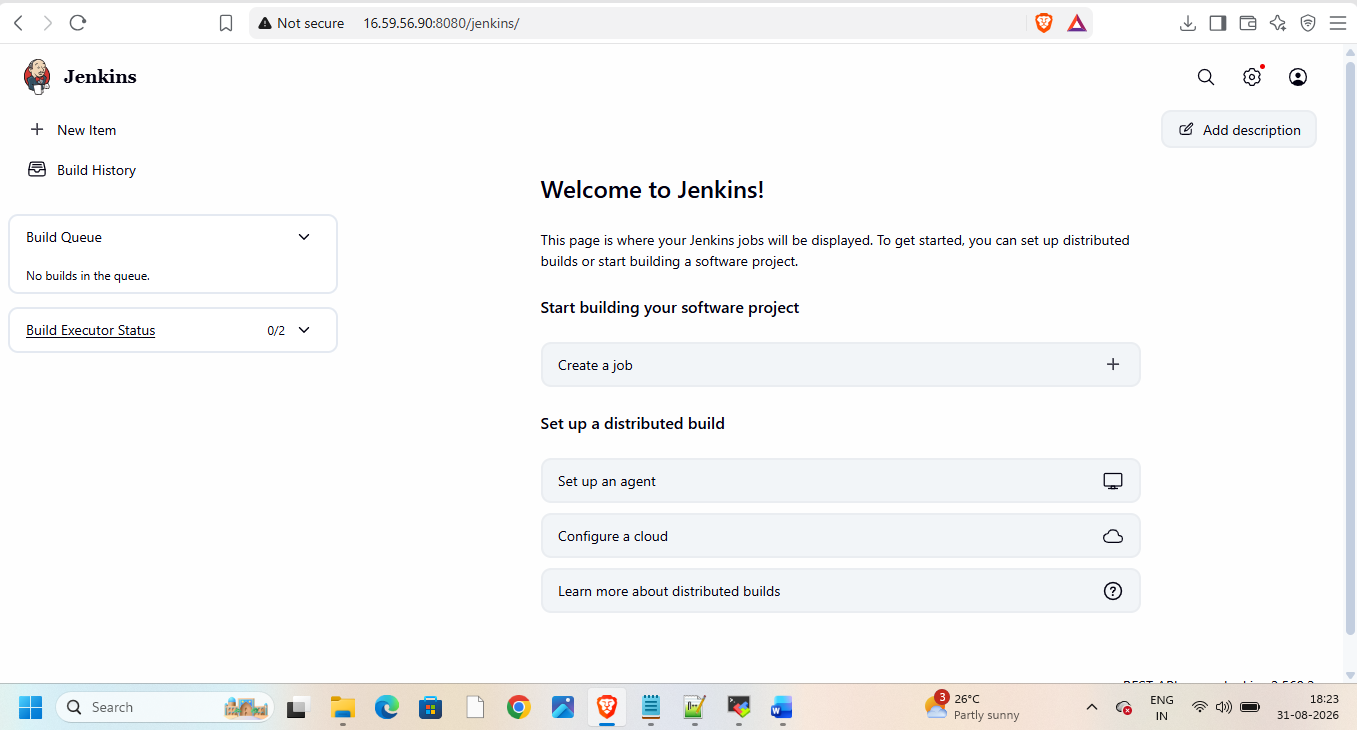 Not secure 16.59.56.90:8080/jenkins/
Jenkins
New Item
Add description
Build History
Welcome to Jenkins!
Build Queue
This page is where your Jenkins jobs will be displayed. To get started, you can set up distributed
builds or start building a software project.
No builds in the queue.
Start building your software project
Build Executor Status 0/2
Create a job
Set up a distributed build
Set up an agent
Configure a cloud
Learn more about distributed builds
REST API
Search
3
26°C
Partly sunny
ENG
IN
18:23
31-08-2026